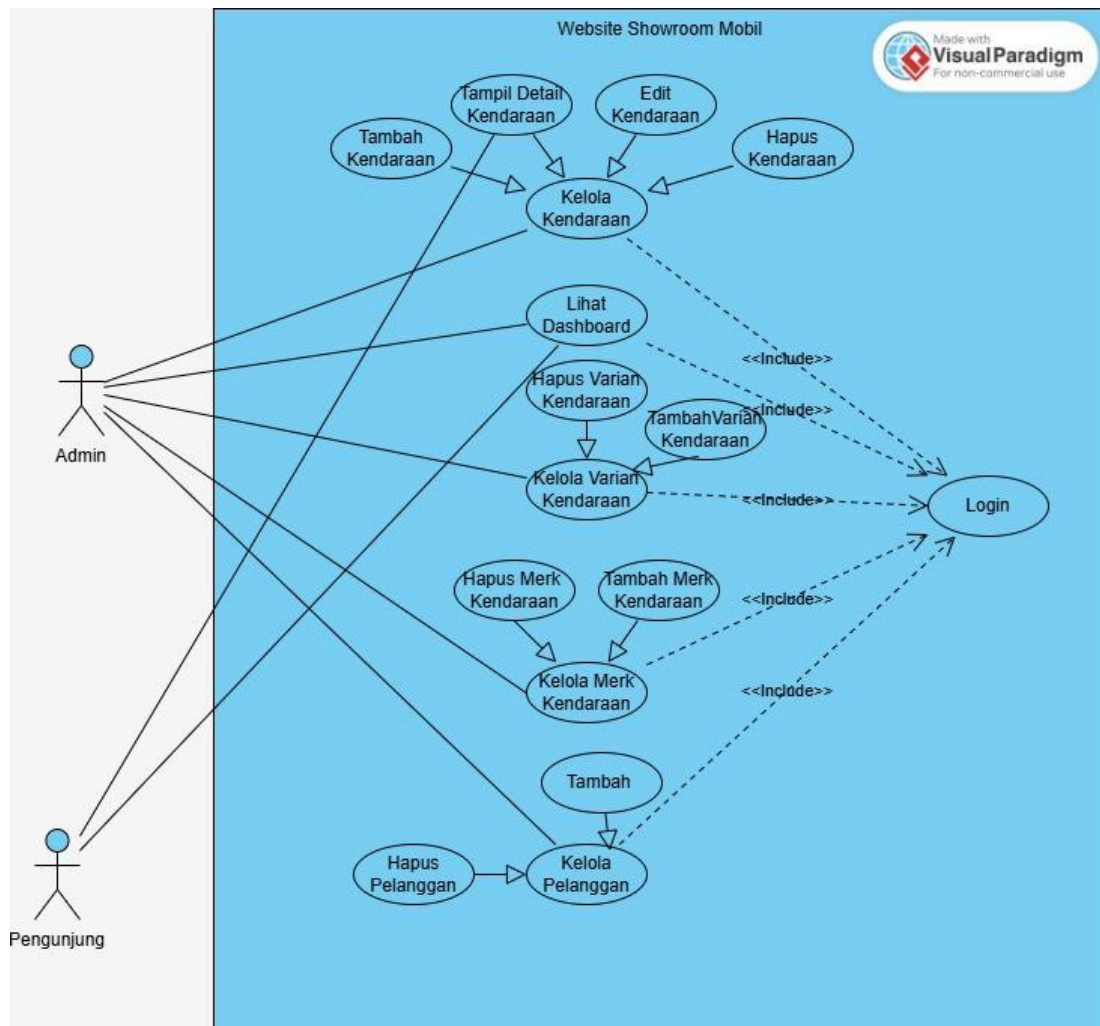 Website Showroom Mobil
Made with
Visual Paradigm
For non-commercial use
Tampil Detail
Kendaraan
Edit
Kendaraan
Tambah
Kendaraan
Hapus
Kendaraan
Kelola
Kendaraan
Lihat
Dashboard
<<Include>>
Hapus Varian
Kendaraan
<<Include>>
TambahVarian
Kendaraan
Admin
Kelola Varian
Kendaraan
<<Include>>
Login
Hapus Merk
Kendaraan
Tambah Merk
Kendaraan
<<Include>>
Kelola Merk
Kendaraan
<<Include>>
Tambah
Hapus
Pelanggan
Kelola
Pelanggan
Pengunjung